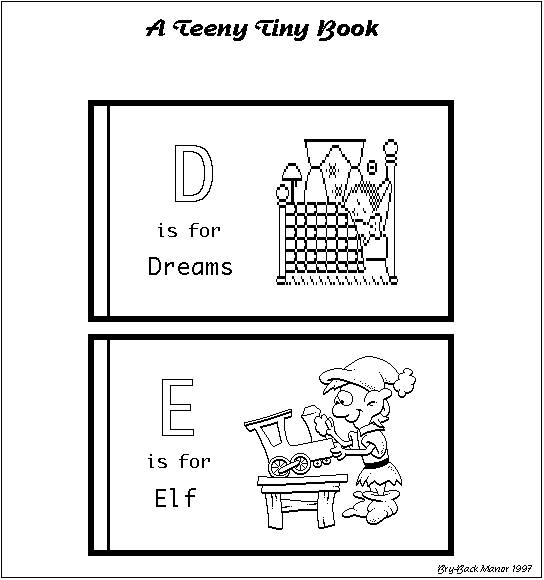 A Teeny Tiny Book
D
is for
Dreams
E
is for
Elf
Bry-Back Manor 1997